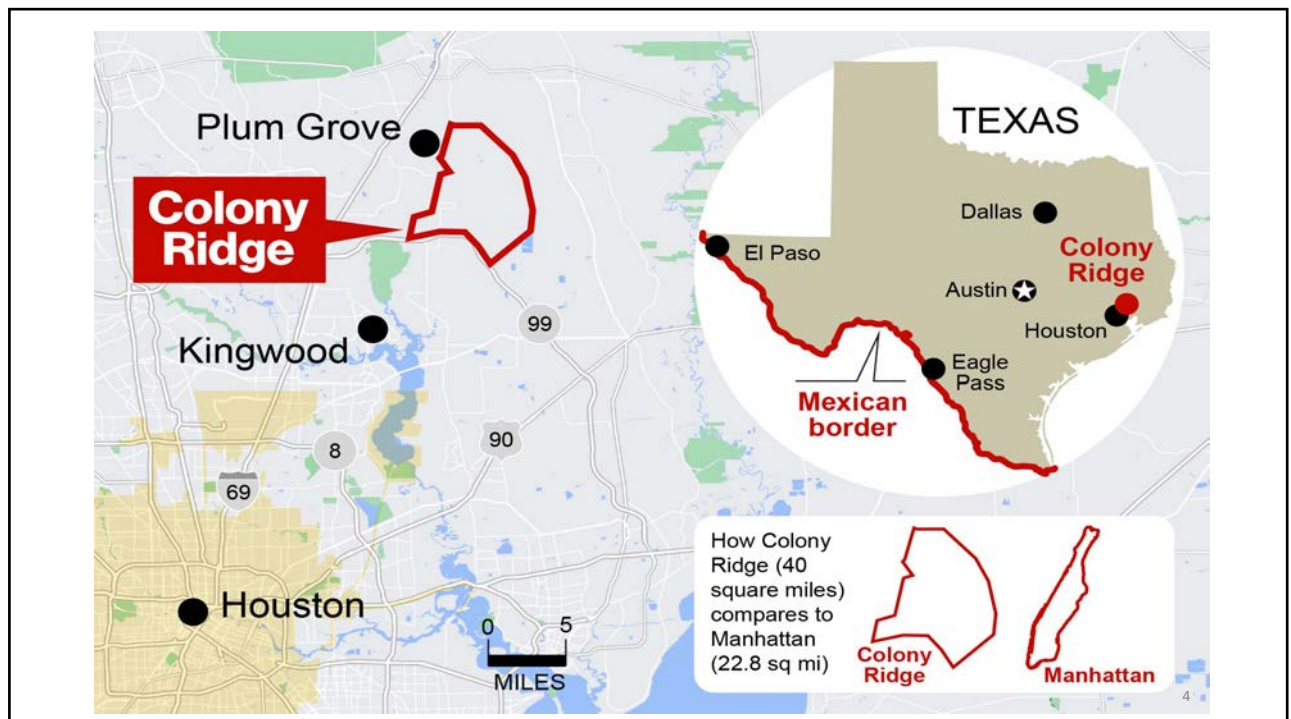 Plum Grove
Colony
Ridge
Kingwood
99
90
8
69
Houston
0 5
MILES
TEXAS
Dallas
Colony
Ridge
El Paso
Austin
Houston
Eagle
Pass
Mexican
border
How Colony
Ridge (40
square miles)
compares to
Manhattan
(22.8 sq mi)
Colony
Ridge
Manhattan
4